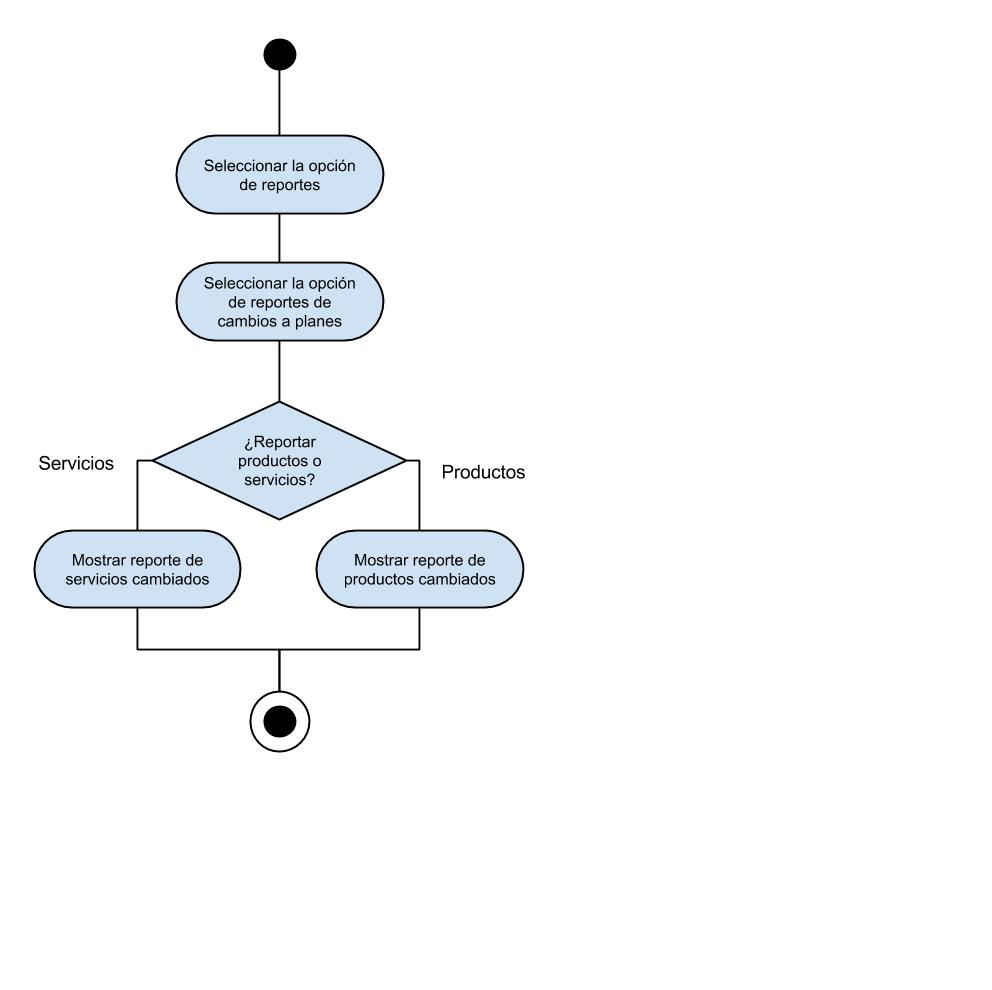 Seleccionar la opción
de reportes
Seleccionar la opción
de reportes de
cambios a planes
¿Reportar
productos o
servicios?
Servicios
Productos
Mostrar reporte de
servicios cambiados
Mostrar reporte de
productos cambiados